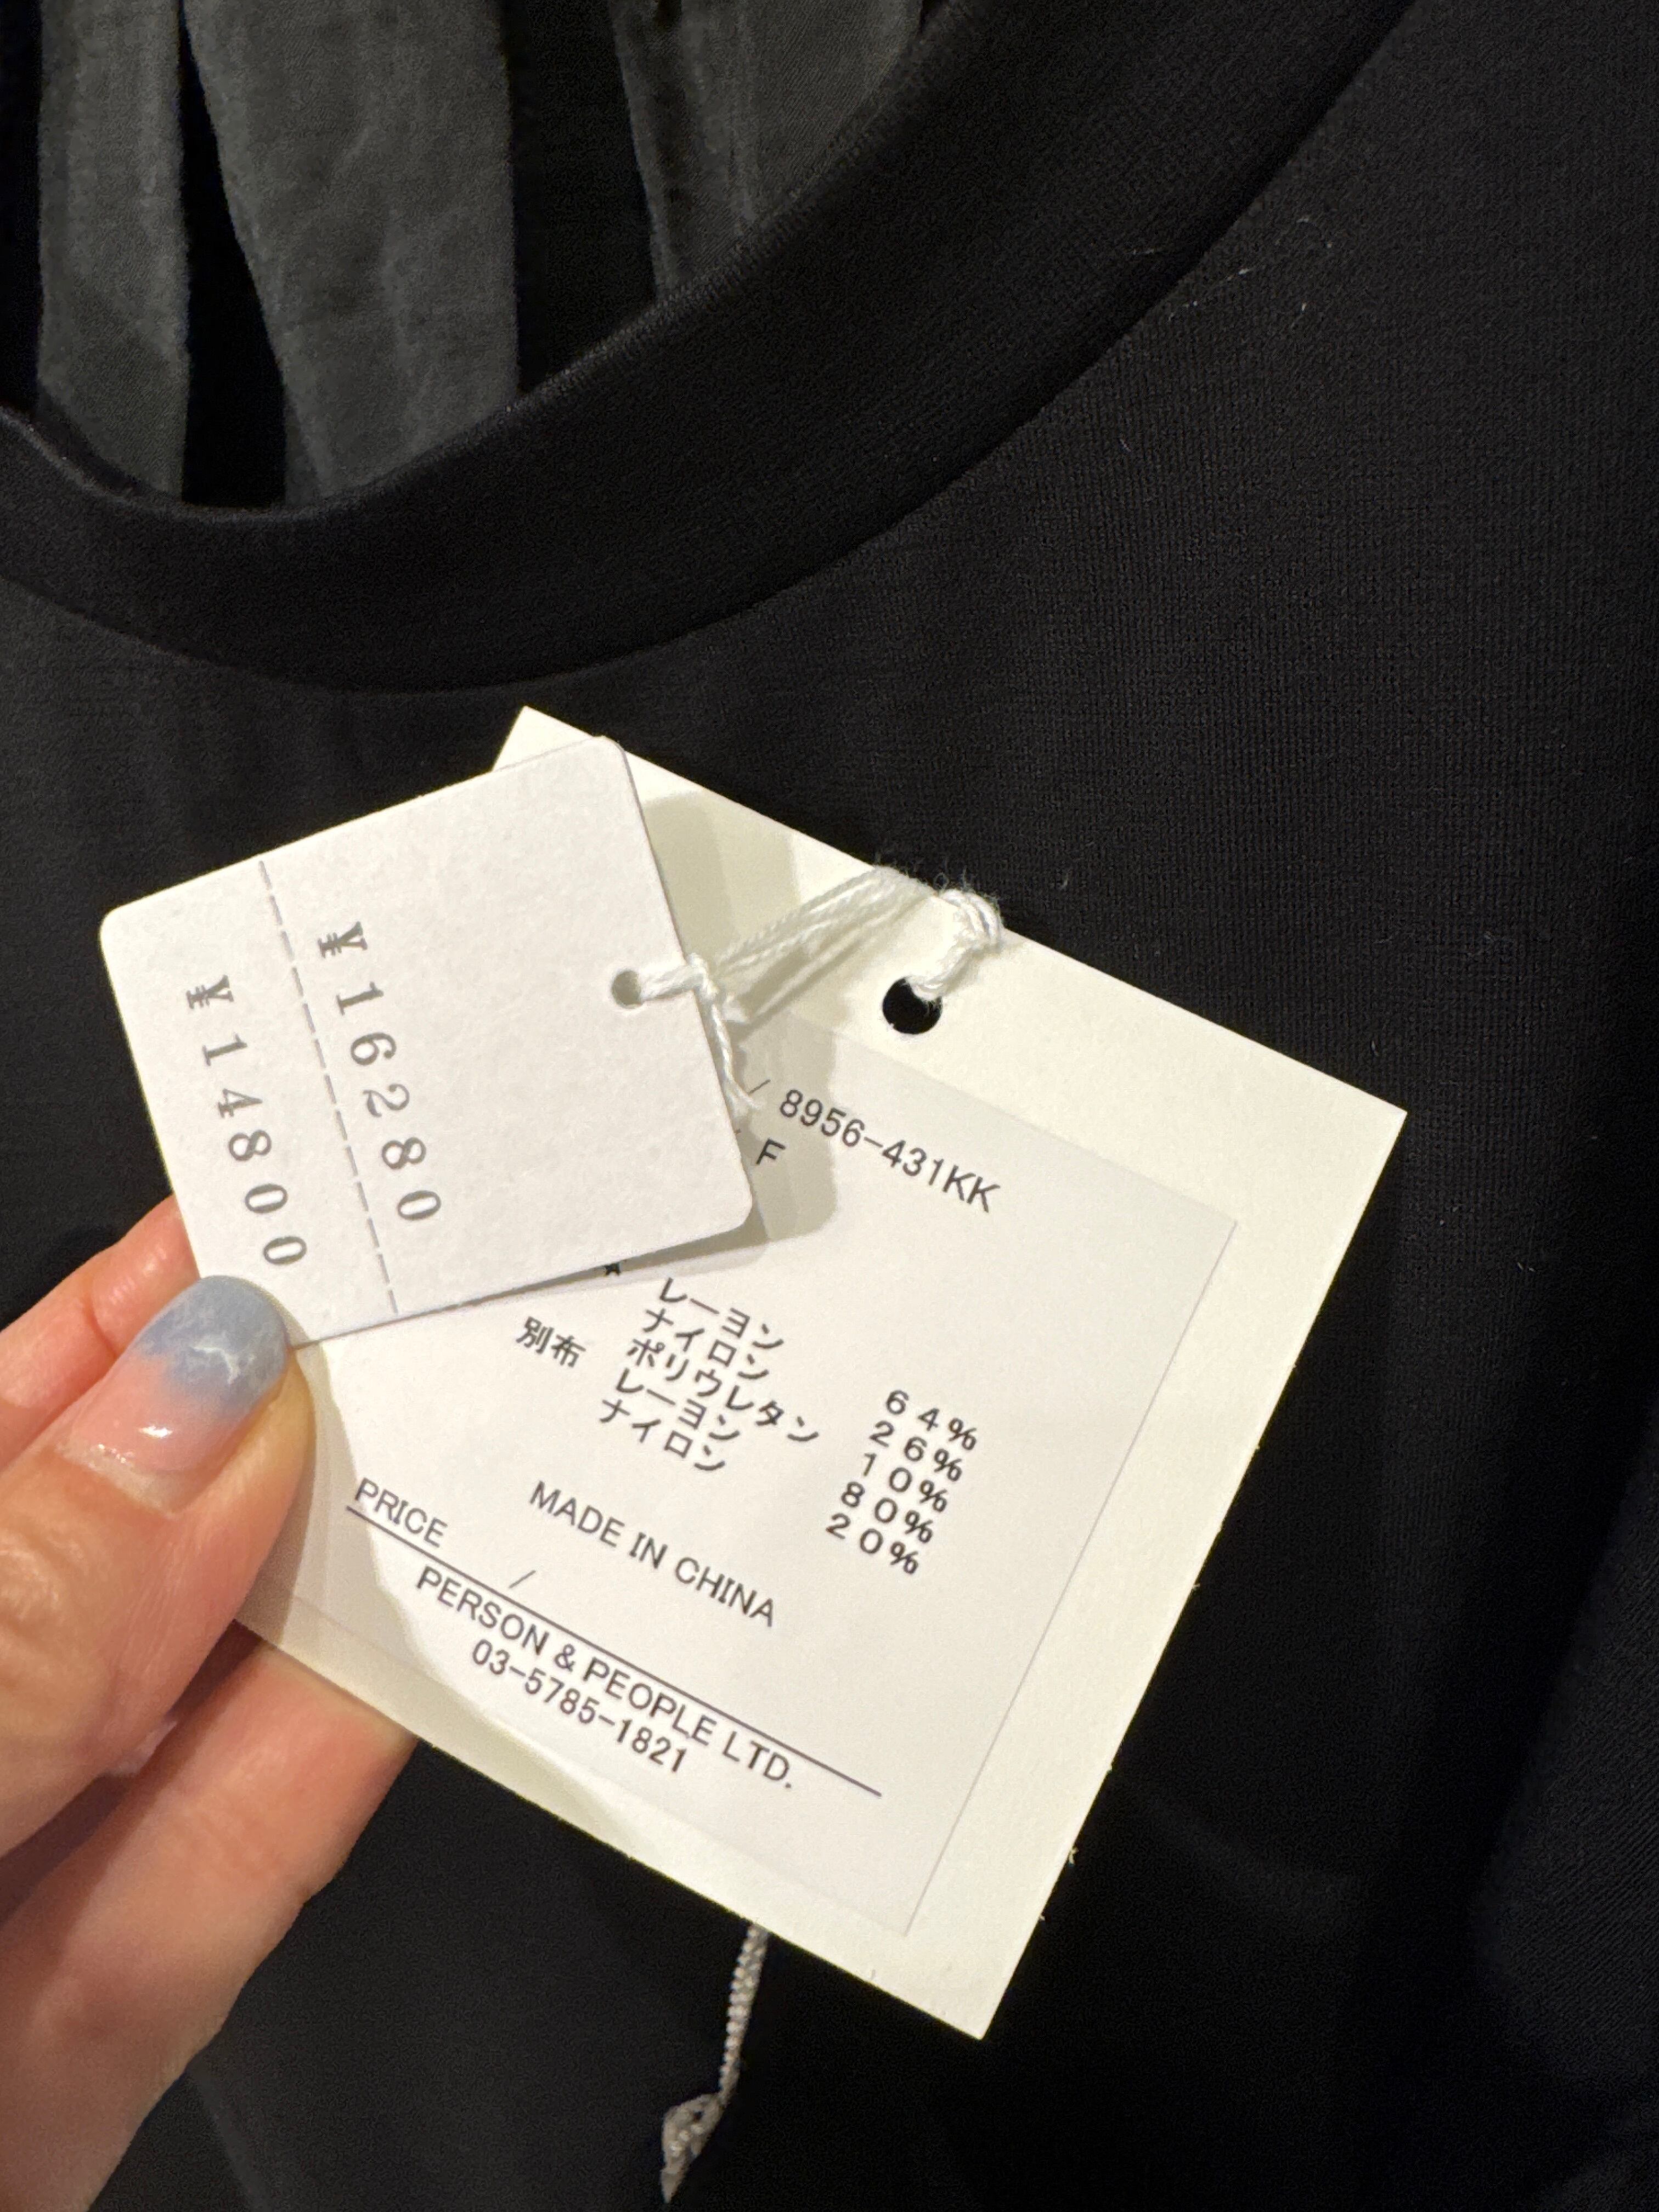 ¥16280
¥14800
/ 8956-431KK
F
レーヨン 64%
ナイロン 26%
ポリウレタン 10%
別布 レーヨン 80%
ナイロン 20%
MADE IN CHINA
PRICE /
PERSON & PEOPLE LTD.
03-5785-1821